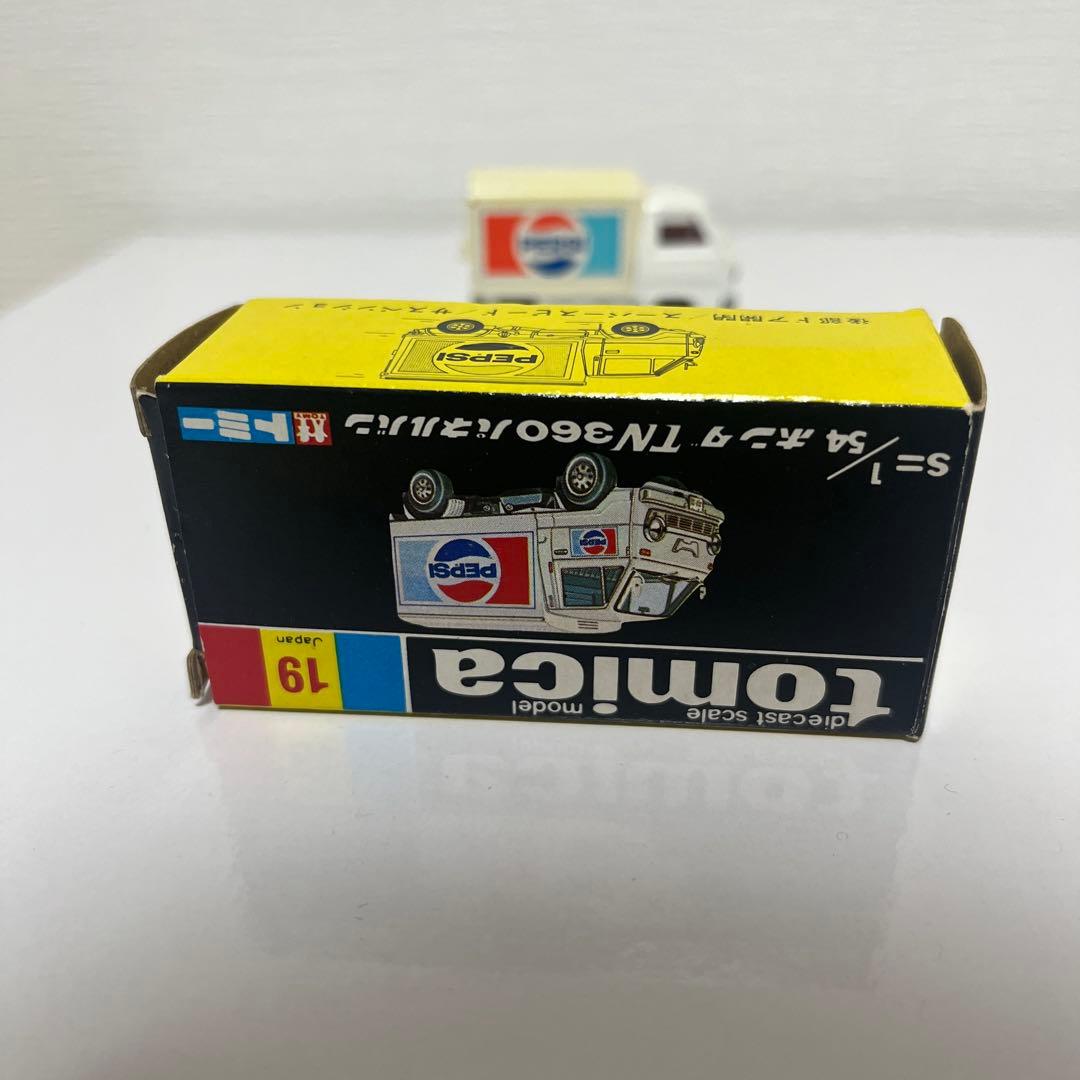 PEPSI
diecast scale model
tomica
19
Japan
PEPSI
PEPSI
S=1/54 ホンダ TN360パネルバン
TOMY
トミー
PEPSI
後部ドア開閉/スーパースピード/サスペンション